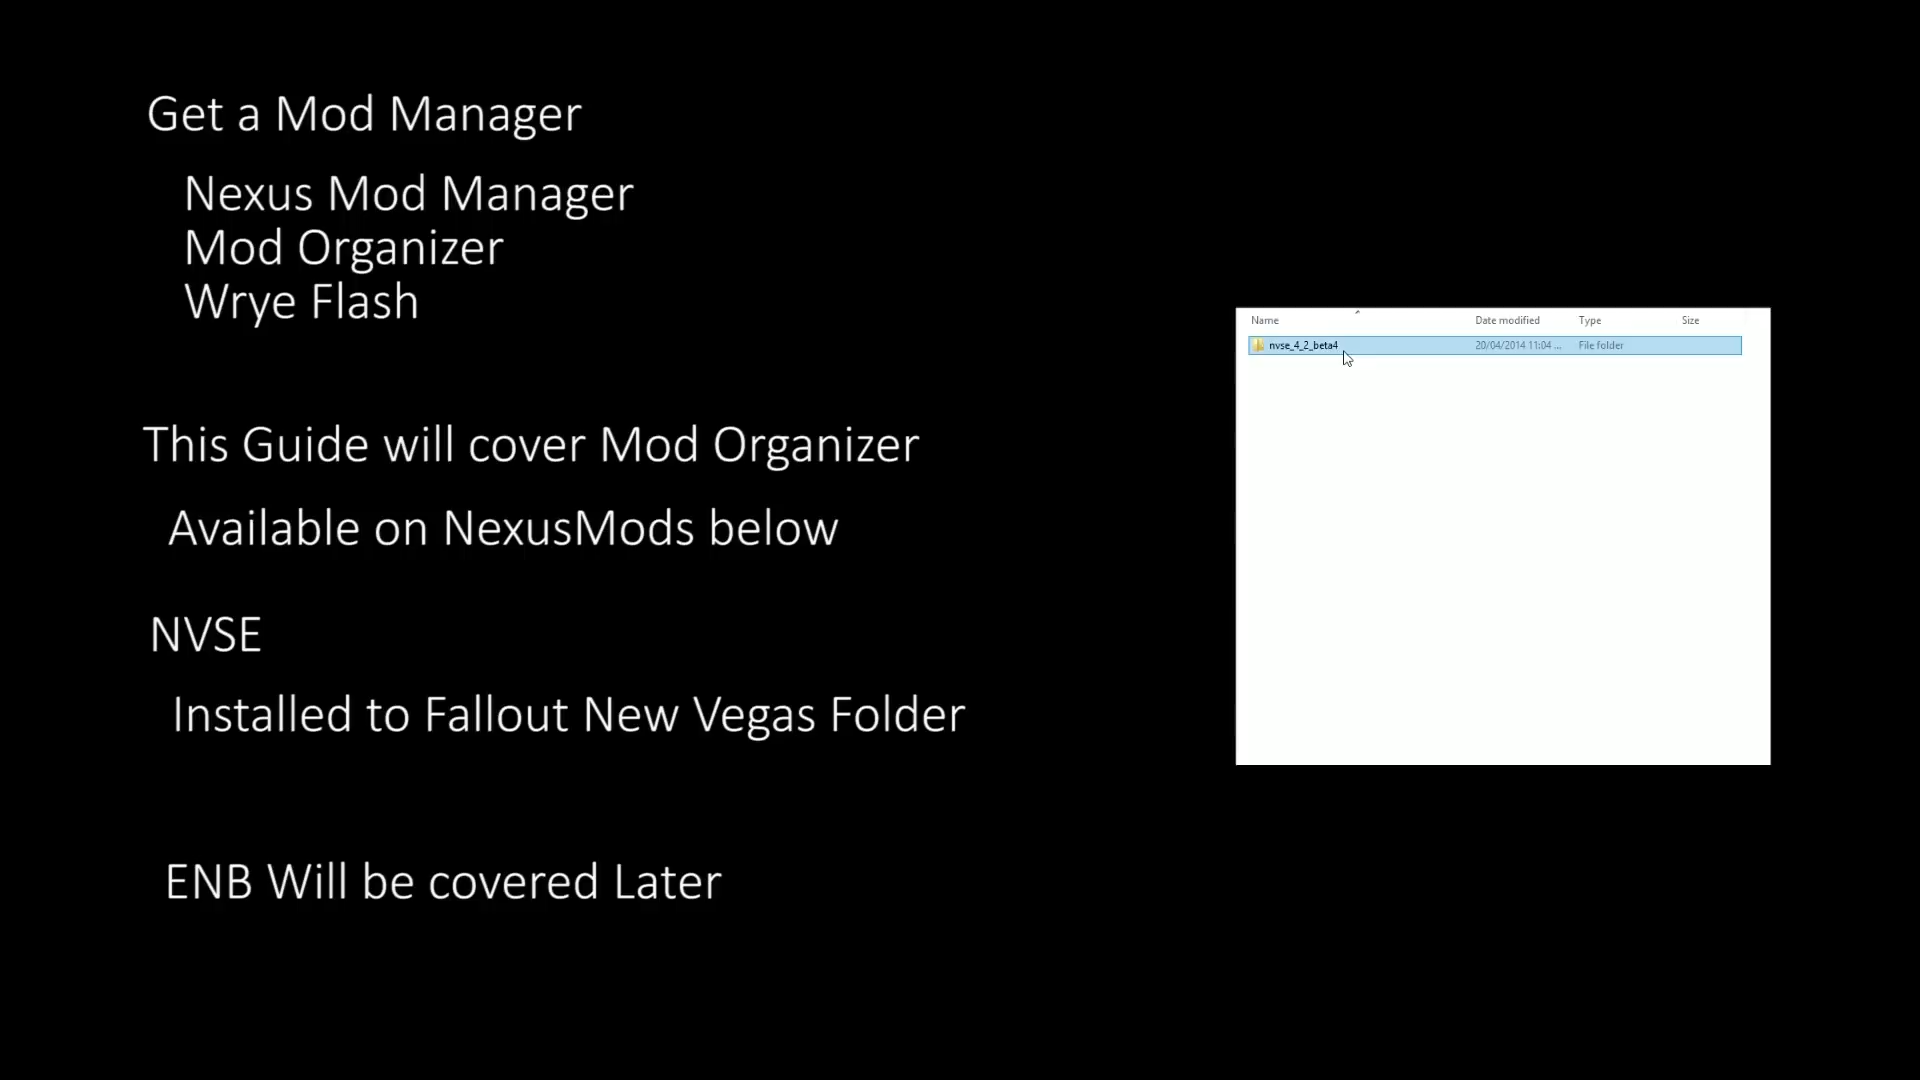 Get a Mod Manager
Nexus Mod Manager
Mod Organizer
Wrye Flash
This Guide will cover Mod Organizer
Available on NexusMods below
NVSE
Installed to Fallout New Vegas Folder
ENB Will be covered Later
Name Date modified Type Size
nvse_4_2_beta4 20/04/2014 11:04 ... File folder